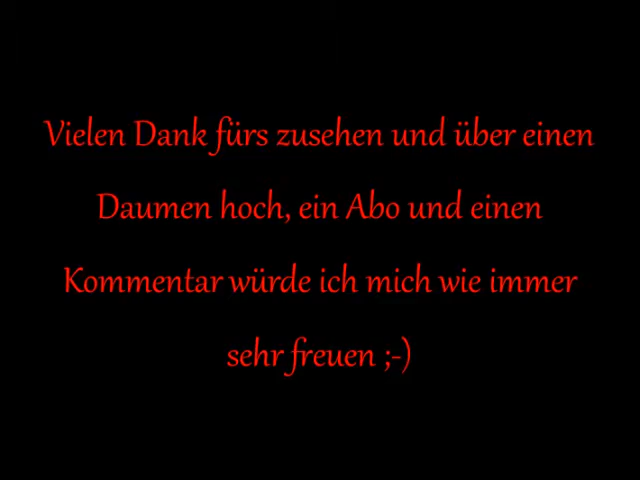 Vielen Dank fürs zusehen und über einen
Daumen hoch, ein Abo und einen
Kommentar würde ich mich wie immer
sehr freuen ;-)